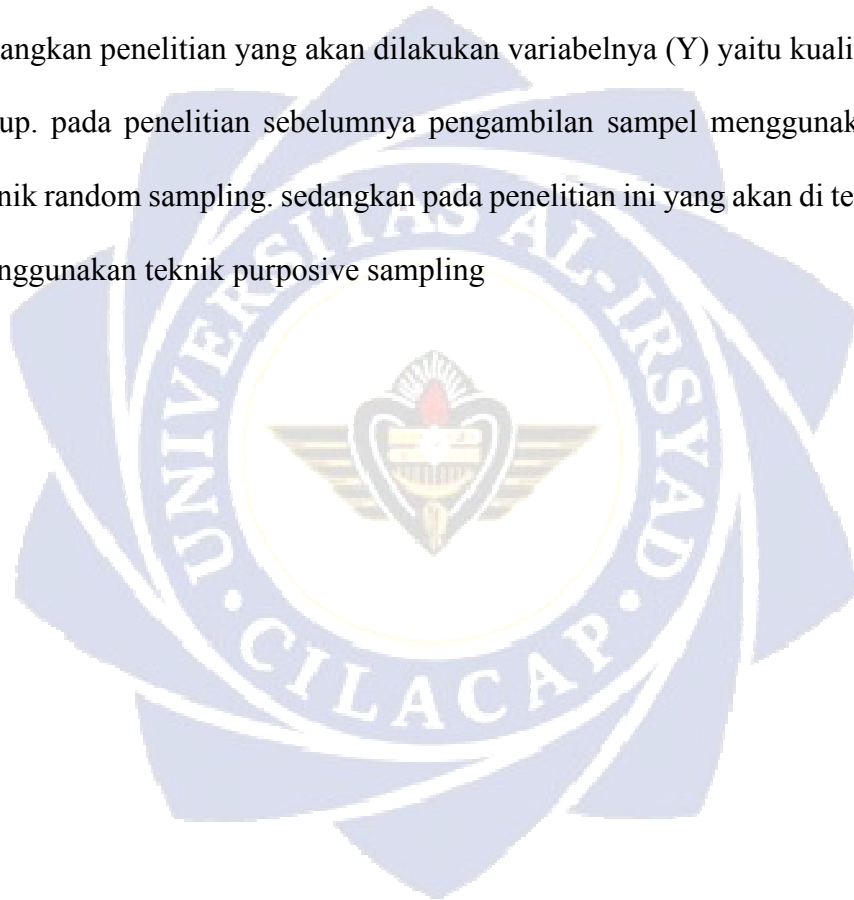 angkan penelitian yang akan dilakukan variabelnya (Y) yaitu kuali
up. pada penelitian sebelumnya pengambilan sampel menggunak
nik random sampling. sedangkan pada penelitian ini yang akan di te
nggunakan teknik purposive sampling
UNIVERSITAS AL-IRSYAD
CILACAP